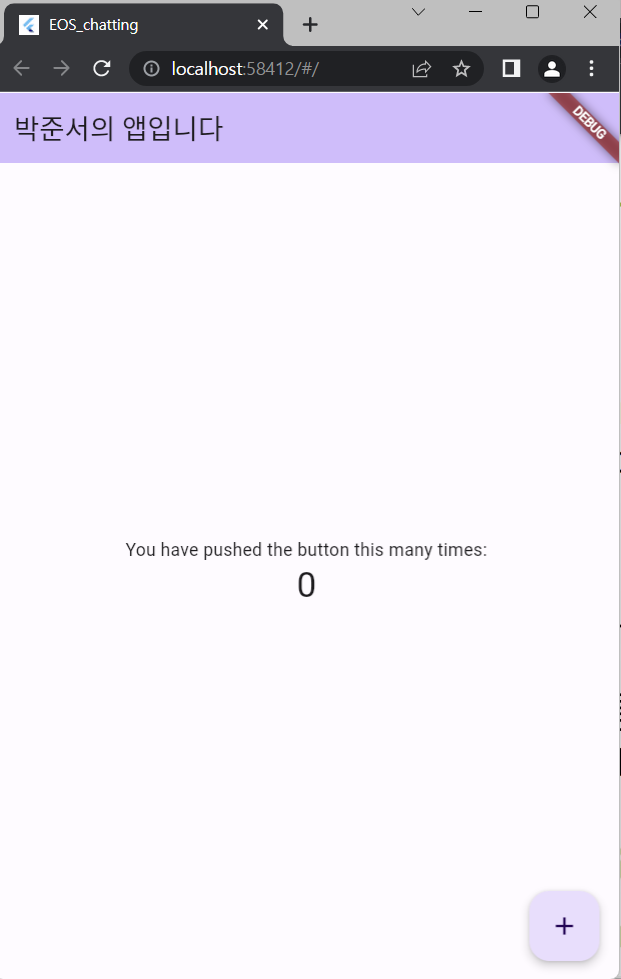 EOS_chatting
localhost:58412/#/
박준서의 앱입니다
DEBUG
You have pushed the button this many times:
0